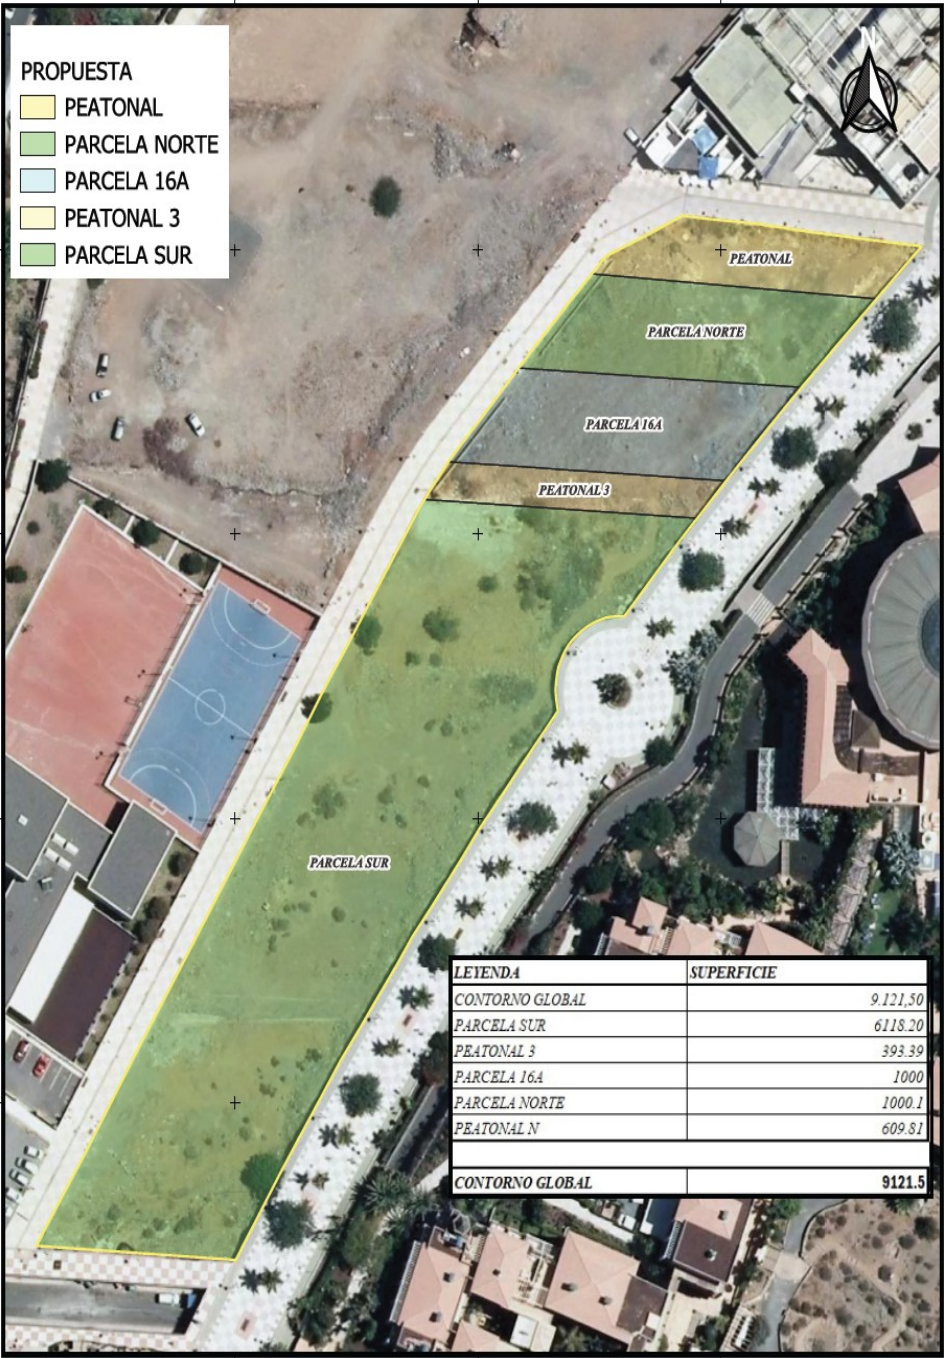 N
PROPUESTA
PEATONAL
PARCELA NORTE
PARCELA 16A
PEATONAL 3
PARCELA SUR
PEATONAL
PARCELA NORTE
PARCELA 16A
PEATONAL 3
PARCELA SUR
LEYENDA SUPERFICIE
CONTORNO GLOBAL 9.121,50
PARCELA SUR 6118.20
PEATONAL 3 393.39
PARCELA 16A 1000
PARCELA NORTE 1000.1
PEATONAL N 609.81
CONTORNO GLOBAL 9121.5